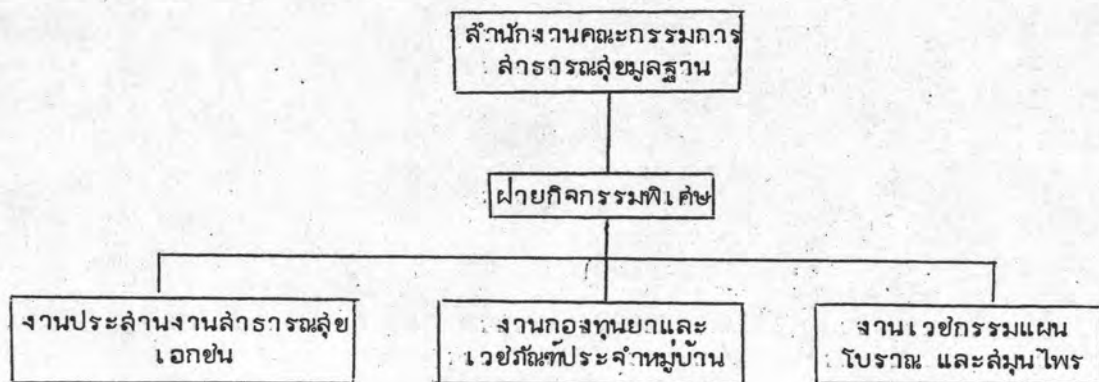 สำนักงานคณะกรรมการ
สาธารณสุขมูลฐาน
ฝ่ายกิจกรรมพิเศษ
งานประสานงานสาธารณสุข
เอกชน
งานกองทุนยาและ
เวชภัณฑ์ประจำหมู่บ้าน
งานเวชกรรมแผน
โบราณ และสมุนไพร